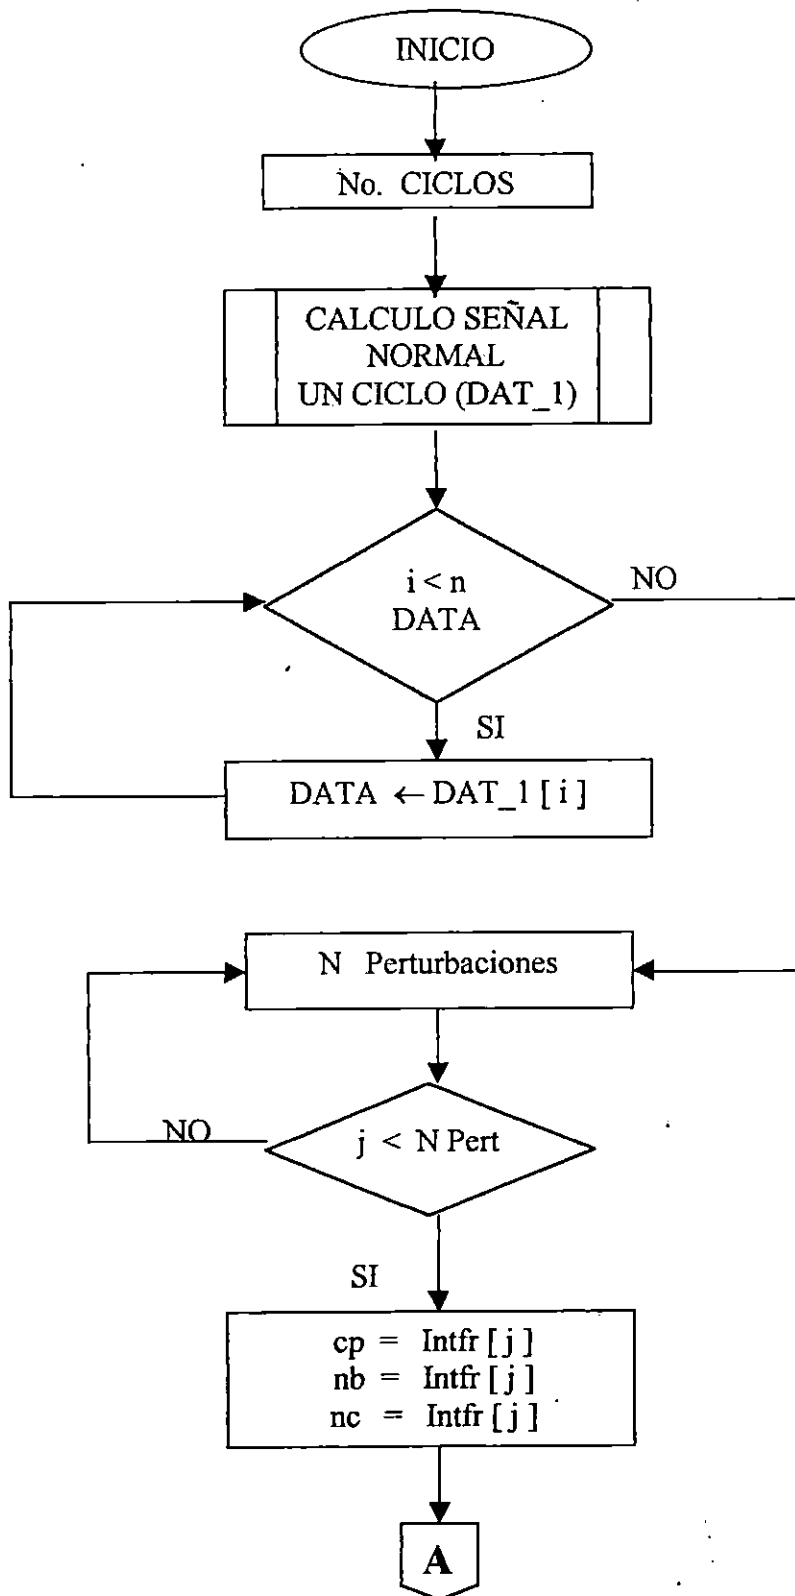 INICIO
No. CICLOS
CALCULO SEÑAL
NORMAL
UN CICLO (DAT_1)
i < n
DATA
NO
SI
DATA ← DAT_1 [ i ]
N Perturbaciones
j < N Pert
NO
SI
cp = Intfr [ j ]
nb = Intfr [ j ]
nc = Intfr [ j ]
A